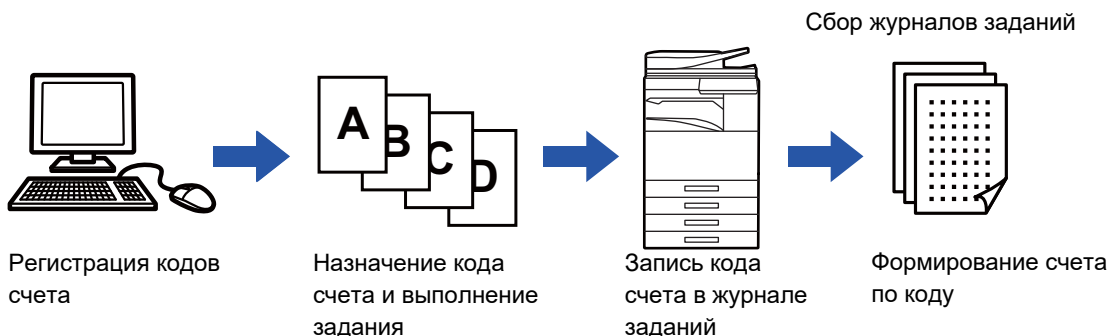 Сбор журналов заданий
A
B
C
D
Регистрация кодов
счета
Назначение кода
счета и выполнение
задания
Запись кода
счета в журнале
заданий
Формирование счета
по коду